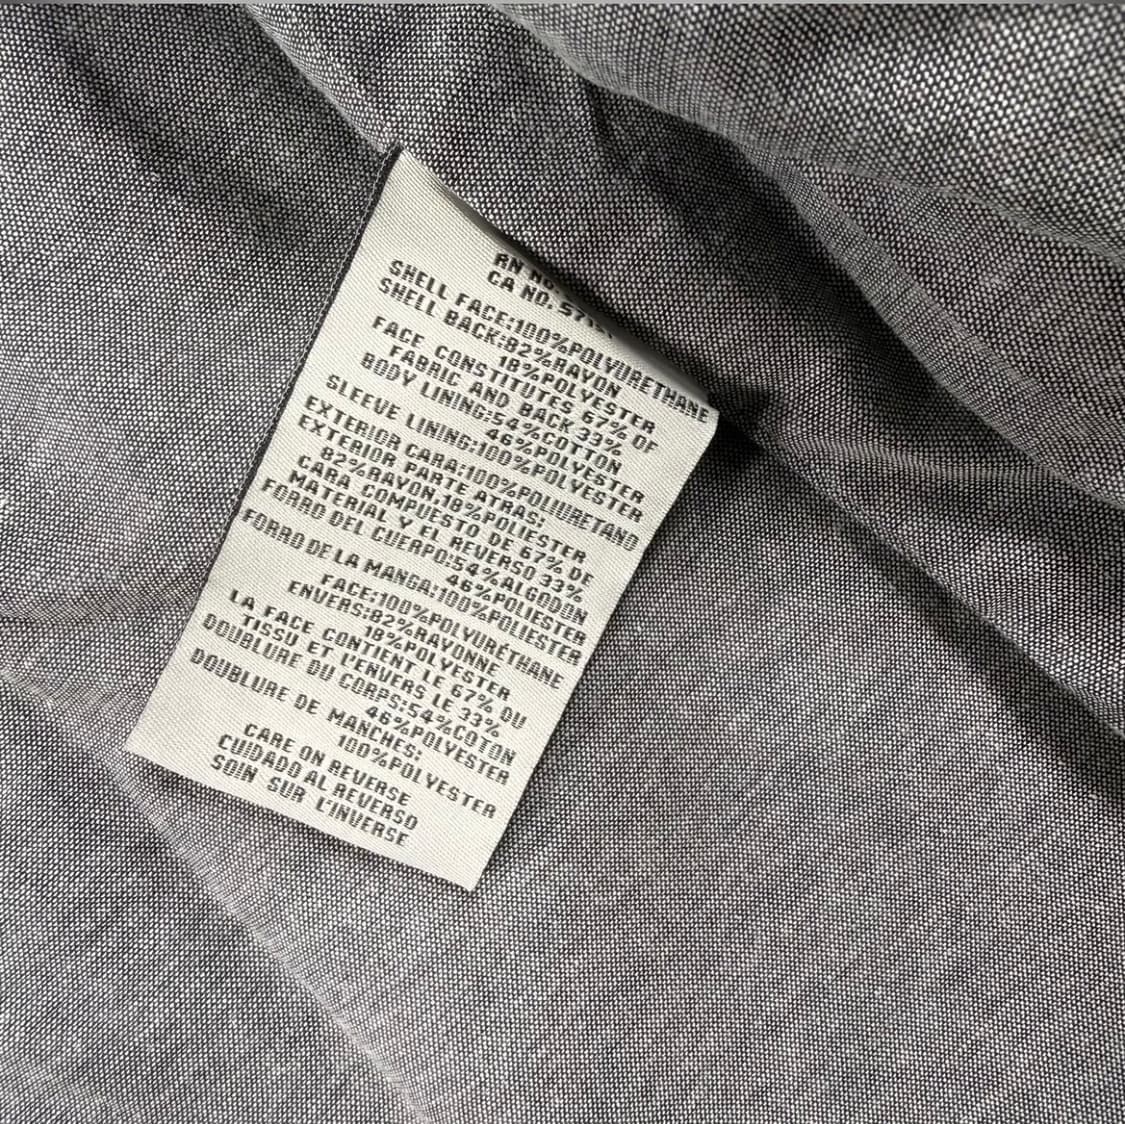 RN NO.
CA NO. 571
SHELL FACE:100%POLYURETHANE
SHELL BACK:82%RAYON
18%POLYESTER
FACE CONSTITUTES 67% OF
FABRIC AND BACK 33%
BODY LINING:54%COTTON
46%POLYESTER
SLEEVE LINING:100%POLYESTER
EXTERIOR CARA:100%POLIURETANO
EXTERIOR PARTE ATRAS:
82%RAYON,18%POLIESTER
CARA COMPUESTO DE 67% DE
MATERIAL Y EL REVERSO 33%
FORRO DEL CUERPO:54%ALGODON
46%POLIESTER
FORRO DE LA MANGA:100%POLIESTER
FACE:100%POLYURÉTHANE
ENVERS:82%RAYONNE
18%POLYESTER
LA FACE CONTIENT LE 67% DU
TISSU ET L'ENVERS LE 33%
DOUBLURE DU CORPS:54%COTON
46%POLYESTER
DOUBLURE DE MANCHES:
100%POLYESTER
CARE ON REVERSE
CUIDADO AL REVERSO
SOIN SUR L'INVERSE